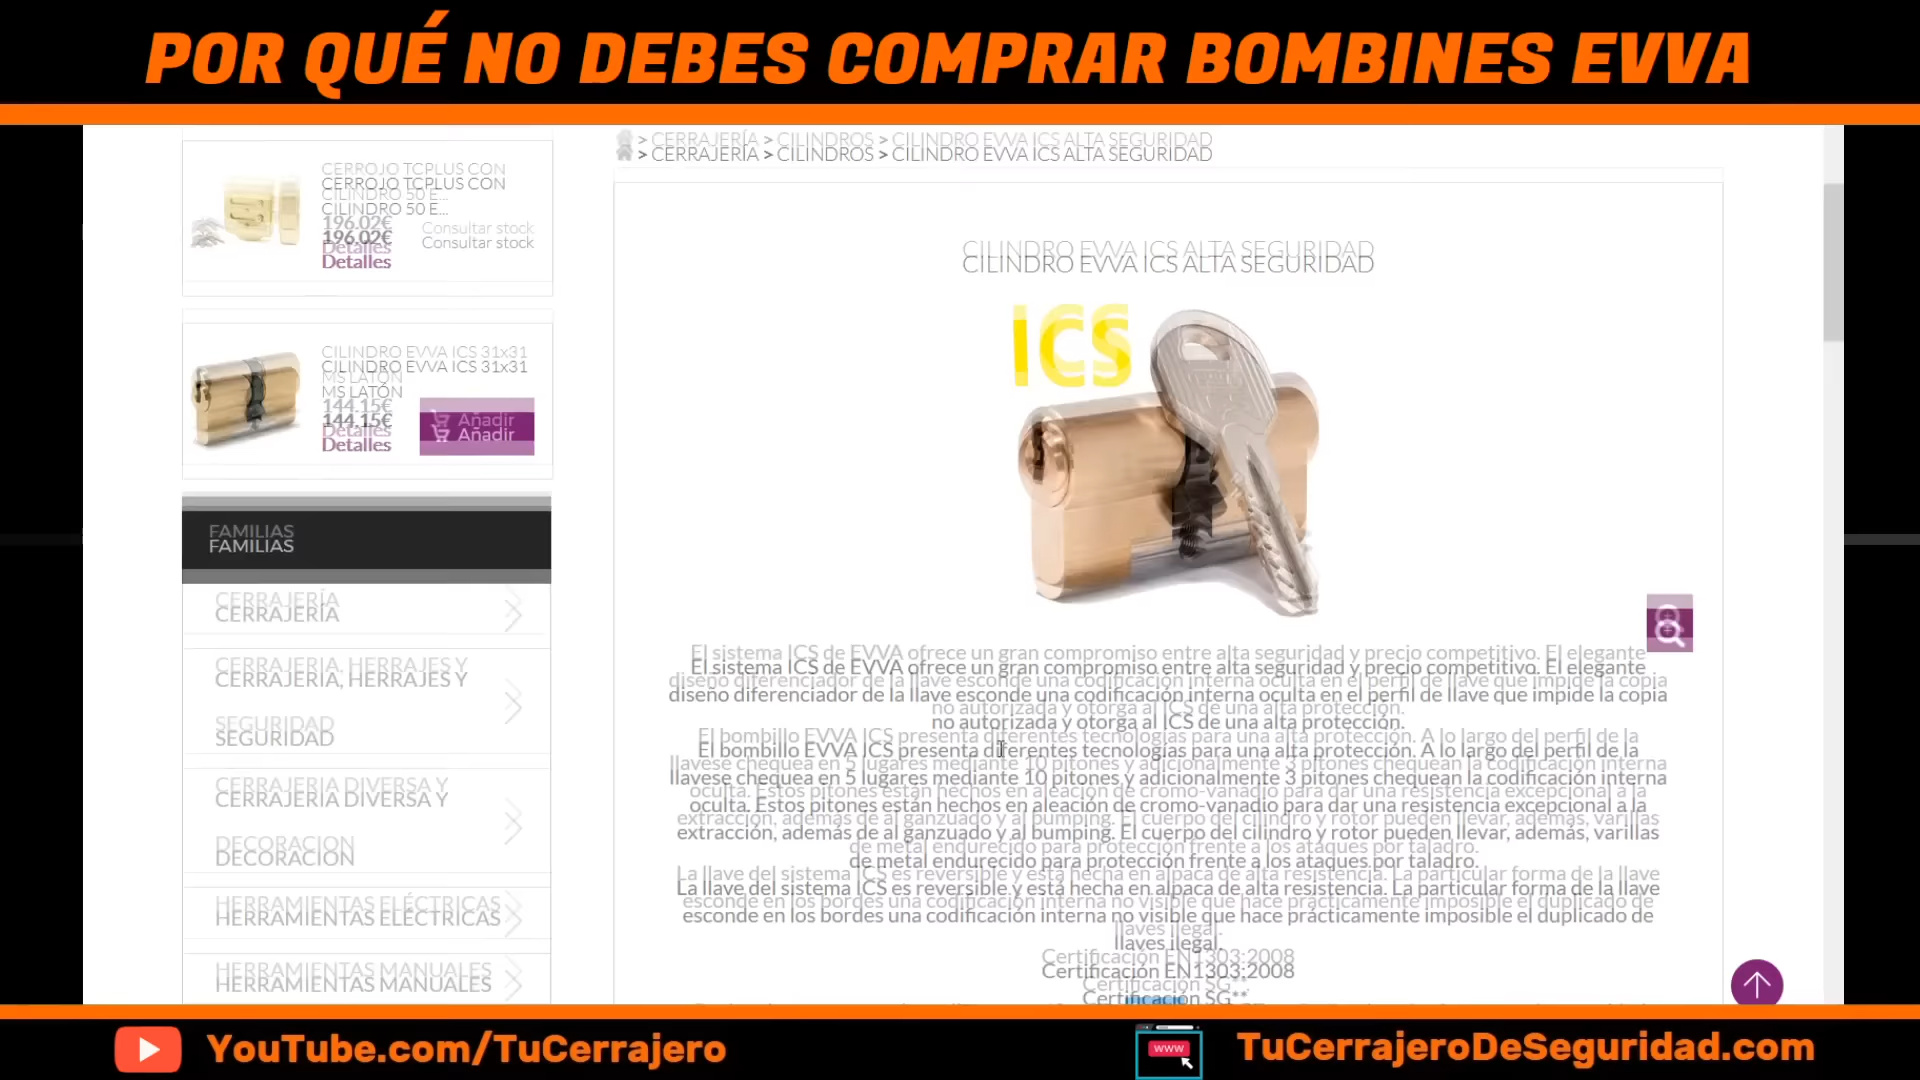 POR QUÉ NO DEBES COMPRAR BOMBINES EVVA
> CERRAJERÍA > CILINDROS > CILINDRO EVVA ICS ALTA SEGURIDAD
CERROJO TCPLUS CON
CILINDRO 50 E...
196.02€
Consultar stock
Detalles
CILINDRO EVVA ICS 31x31
MS LATÓN
144.15€
Añadir
Detalles
FAMILIAS
CERRAJERÍA
CERRAJERIA, HERRAJES Y
SEGURIDAD
CERRAJERIA DIVERSA Y
DECORACION
HERRAMIENTAS ELÉCTRICAS
HERRAMIENTAS MANUALES
CILINDRO EVVA ICS ALTA SEGURIDAD
ICS
El sistema ICS de EVVA ofrece un gran compromiso entre alta seguridad y precio competitivo. El elegante
diseño diferenciador de la llave esconde una codificación interna oculta en el perfil de llave que impide la copia
no autorizada y otorga al ICS de una alta protección.
El bombillo EVVA ICS presenta diferentes tecnologías para una alta protección. A lo largo del perfil de la
llavese chequea en 5 lugares mediante 10 pitones y adicionalmente 3 pitones chequean la codificación interna
oculta. Estos pitones están hechos en aleación de cromo-vanadio para dar una resistencia excepcional a la
extracción, además de al ganzuado y al bumping. El cuerpo del cilindro y rotor pueden llevar, además, varillas
de metal endurecido para protección frente a los ataques por taladro.
La llave del sistema ICS es reversible y está hecha en alpaca de alta resistencia. La particular forma de la llave
esconde en los bordes una codificación interna no visible que hace prácticamente imposible el duplicado de
llaves ilegal.
Certificación EN1303:2008
Certificación SG**
YouTube.com/TuCerrajero
www
TuCerrajeroDeSeguridad.com